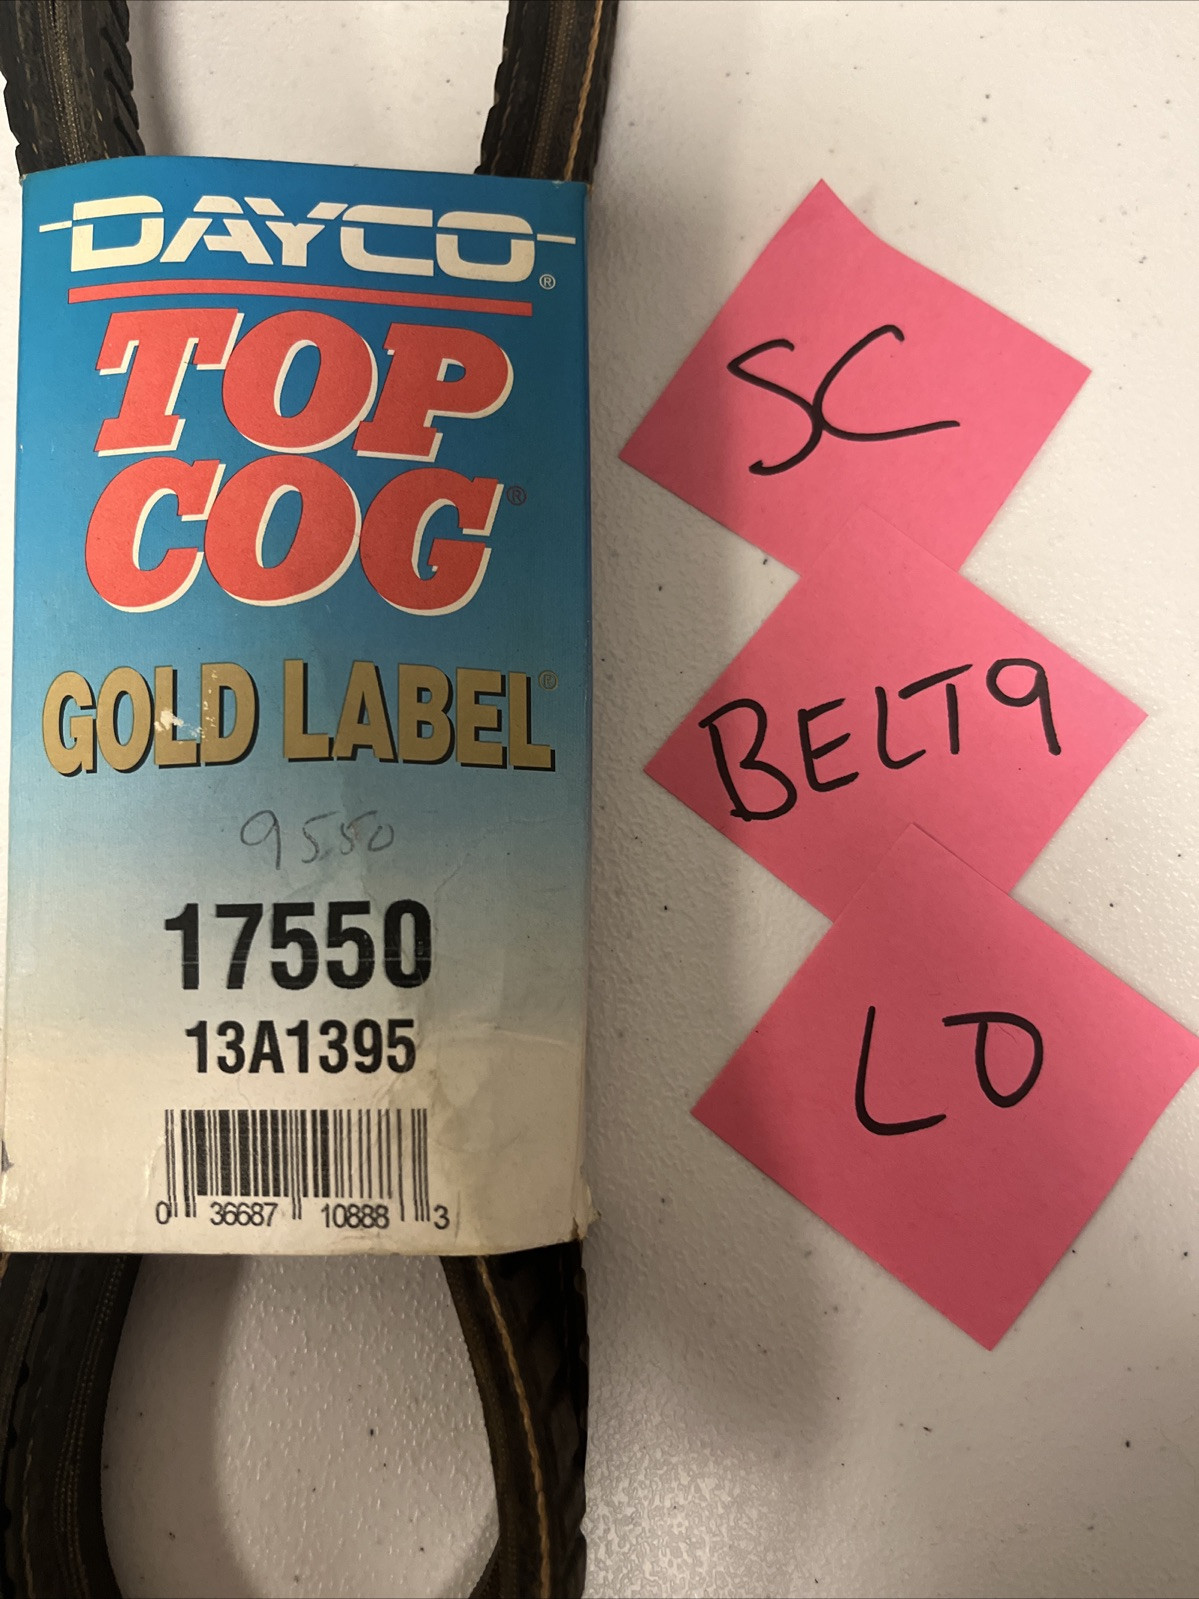 DAYCO®
TOP
COG®
GOLD LABEL®
9550
17550
13A1395
0 36687 10888 3
SC
BELT9
LO